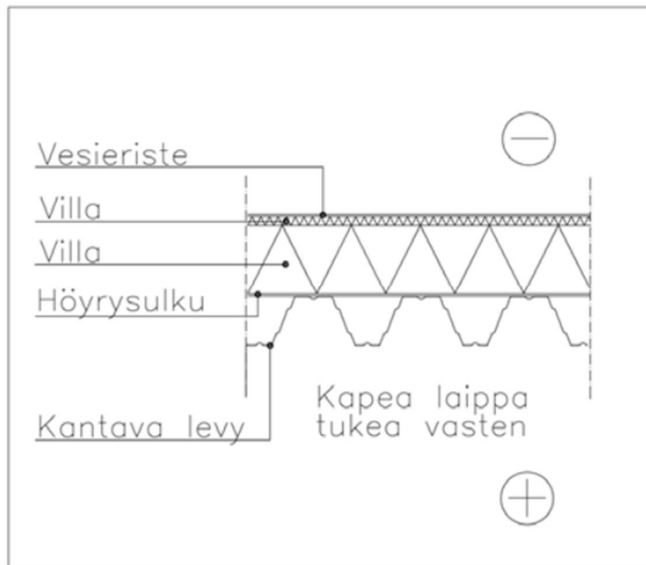 Vesieriste
Villa
Villa
Höyrysulku
Kantava levy
Kapea laippa
tukea vasten